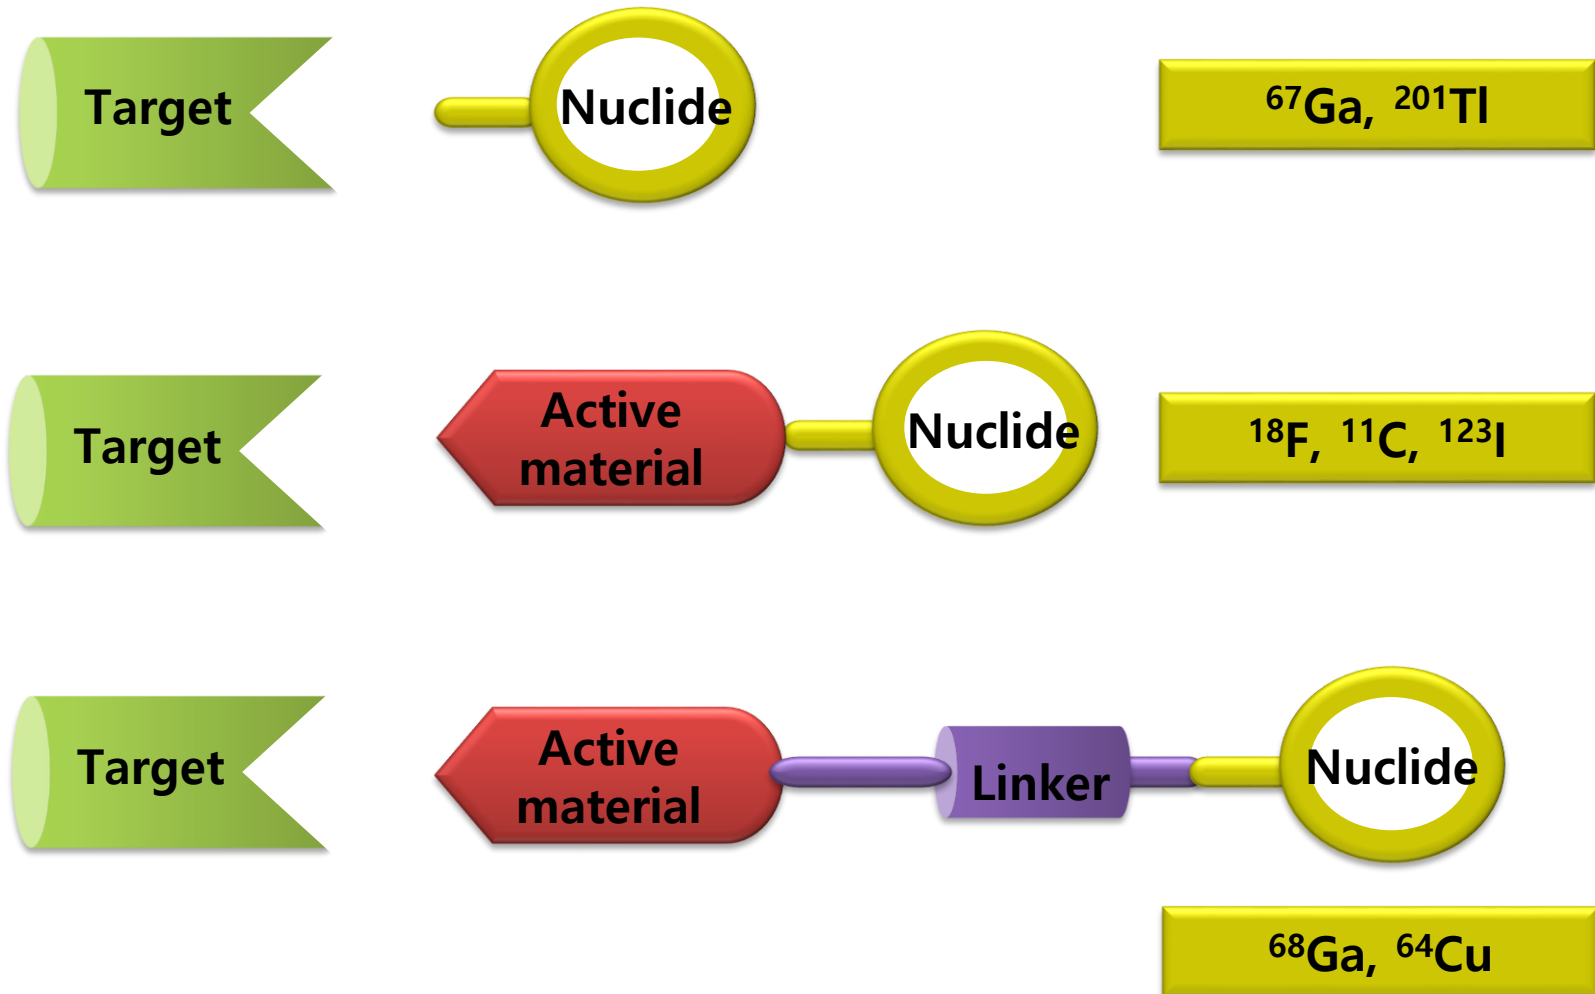 Target
Nuclide
⁶⁷Ga, ²⁰¹Tl
Target
Active
material
Nuclide
¹⁸F, ¹¹C, ¹²³I
Target
Active
material
Linker
Nuclide
⁶⁸Ga, ⁶⁴Cu